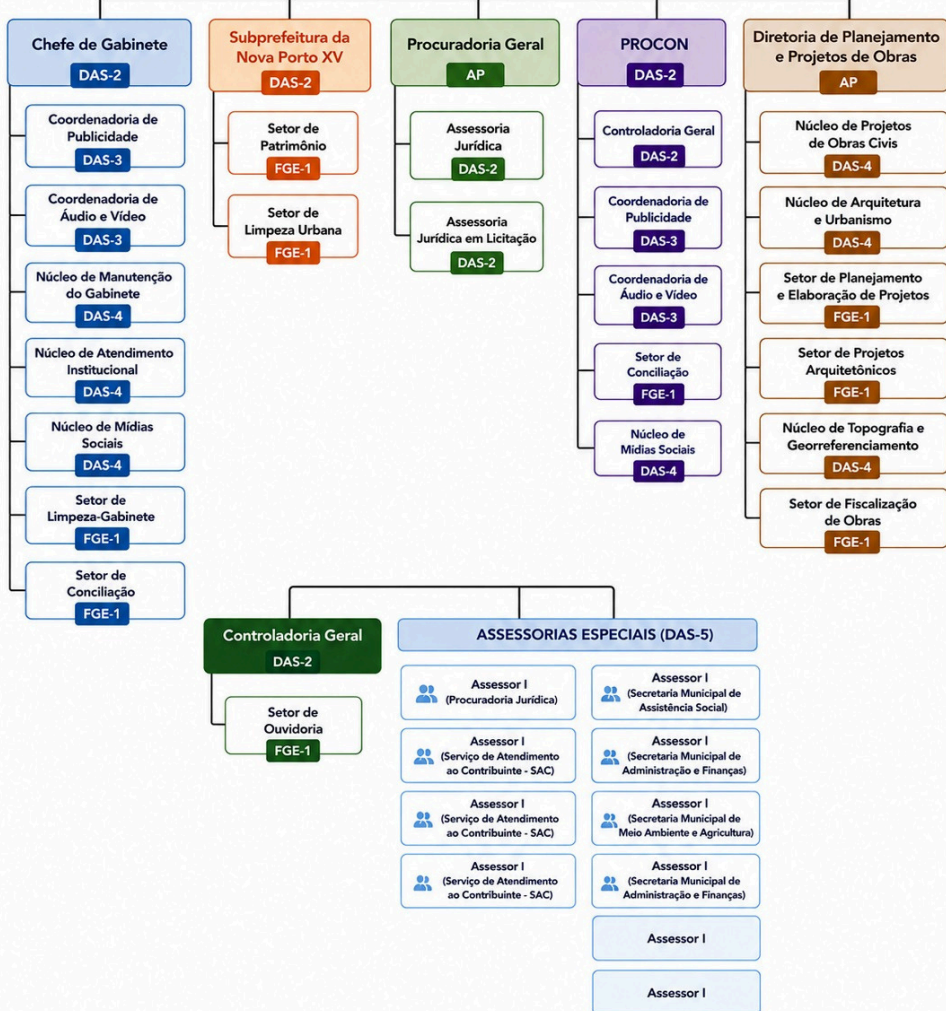 Chefe de Gabinete
DAS-2
Coordenadoria de
Publicidade
DAS-3
Coordenadoria de
Áudio e Vídeo
DAS-3
Núcleo de Manutenção
do Gabinete
DAS-4
Núcleo de Atendimento
Institucional
DAS-4
Núcleo de Mídias
Sociais
DAS-4
Setor de
Limpeza-Gabinete
FGE-1
Setor de
Conciliação
FGE-1
Subprefeitura da
Nova Porto XV
DAS-2
Setor de
Patrimônio
FGE-1
Setor de
Limpeza Urbana
FGE-1
Procuradoria Geral
AP
Assessoria
Jurídica
DAS-2
Assessoria
Jurídica em Licitação
DAS-2
PROCON
DAS-2
Controladoria Geral
DAS-2
Coordenadoria de
Publicidade
DAS-3
Coordenadoria de
Áudio e Vídeo
DAS-3
Setor de
Conciliação
FGE-1
Núcleo de
Mídias Sociais
DAS-4
Diretoria de Planejamento
e Projetos de Obras
AP
Núcleo de Projetos
de Obras Civis
DAS-4
Núcleo de Arquitetura
e Urbanismo
DAS-4
Setor de Planejamento
e Elaboração de Projetos
FGE-1
Setor de Projetos
Arquitetônicos
FGE-1
Núcleo de Topografia e
Georreferenciamento
DAS-4
Setor de Fiscalização
de Obras
FGE-1
Controladoria Geral
DAS-2
Setor de
Ouvidoria
FGE-1
ASSESSORIAS ESPECIAIS (DAS-5)
Assessor I
(Procuradoria Jurídica)
Assessor I
(Serviço de Atendimento
ao Contribuinte - SAC)
Assessor I
(Serviço de Atendimento
ao Contribuinte - SAC)
Assessor I
(Serviço de Atendimento
ao Contribuinte - SAC)
Assessor I
(Secretaria Municipal de
Assistência Social)
Assessor I
(Secretaria Municipal de
Administração e Finanças)
Assessor I
(Secretaria Municipal de
Meio Ambiente e Agricultura)
Assessor I
(Secretaria Municipal de
Administração e Finanças)
Assessor I
Assessor I